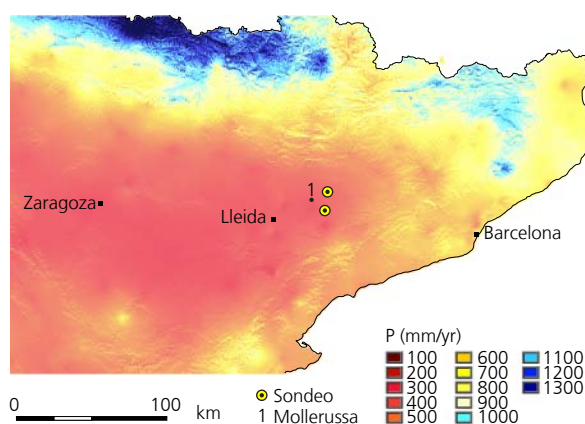 1
Zaragoza
Lleida
Barcelona
P (mm/yr)
100 600 1100
200 700 1200
300 800 1300
400 900
500 1000
Sondeo
1 Mollerussa
0 100 km